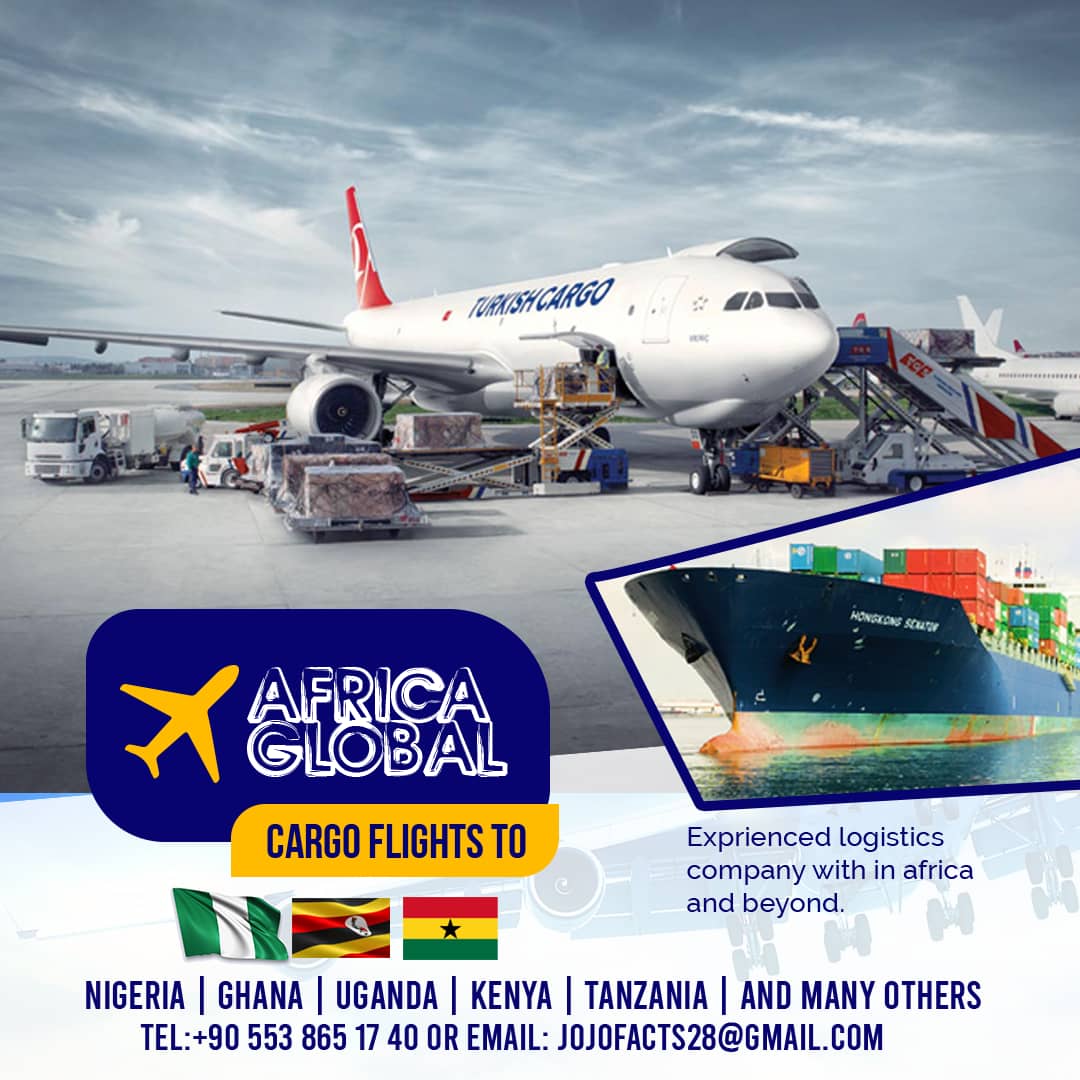 TURKISH CARGO
HONGKONG SENATOR
AFRICA
GLOBAL
CARGO FLIGHTS TO
Exprienced logistics
company with in africa
and beyond.
NIGERIA | GHANA | UGANDA | KENYA | TANZANIA | AND MANY OTHERS
TEL:+90 553 865 17 40 OR EMAIL: JOJOFACTS28@GMAIL.COM